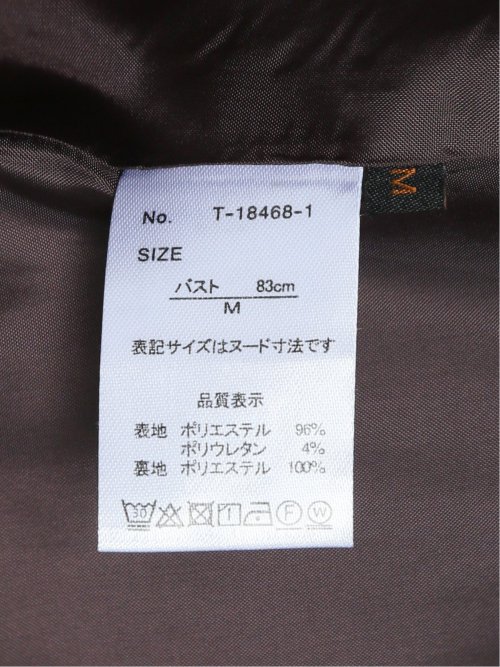 No. T-18468-1
M
SIZE
バスト 83cm
M
表記サイズはヌード寸法です
品質表示
表地 ポリエステル 96%
ポリウレタン 4%
裏地 ポリエステル 100%
30 F W